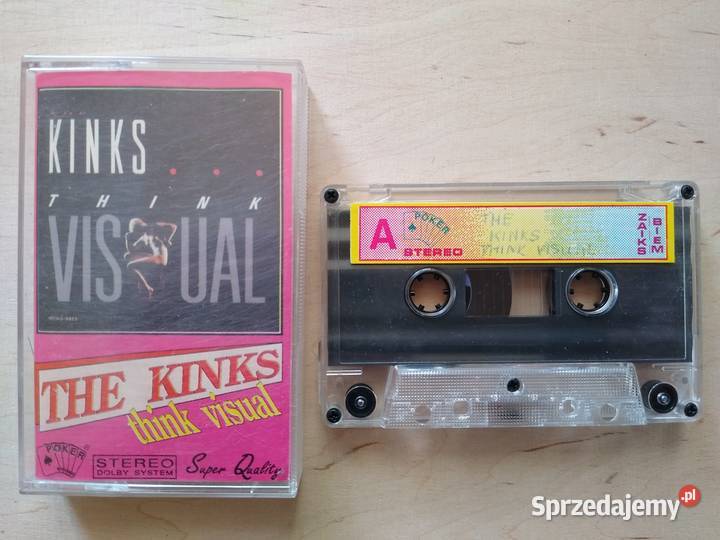 KINKS...
THINK
VISUAL
THE KINKS
think visual
POKER
STEREO
DOLBY SYSTEM
Super Quality
A
POKER
STEREO
THE
KINKS
THINK VISUAL
ZAIKS
BIEM
Sprzedajemy.pl